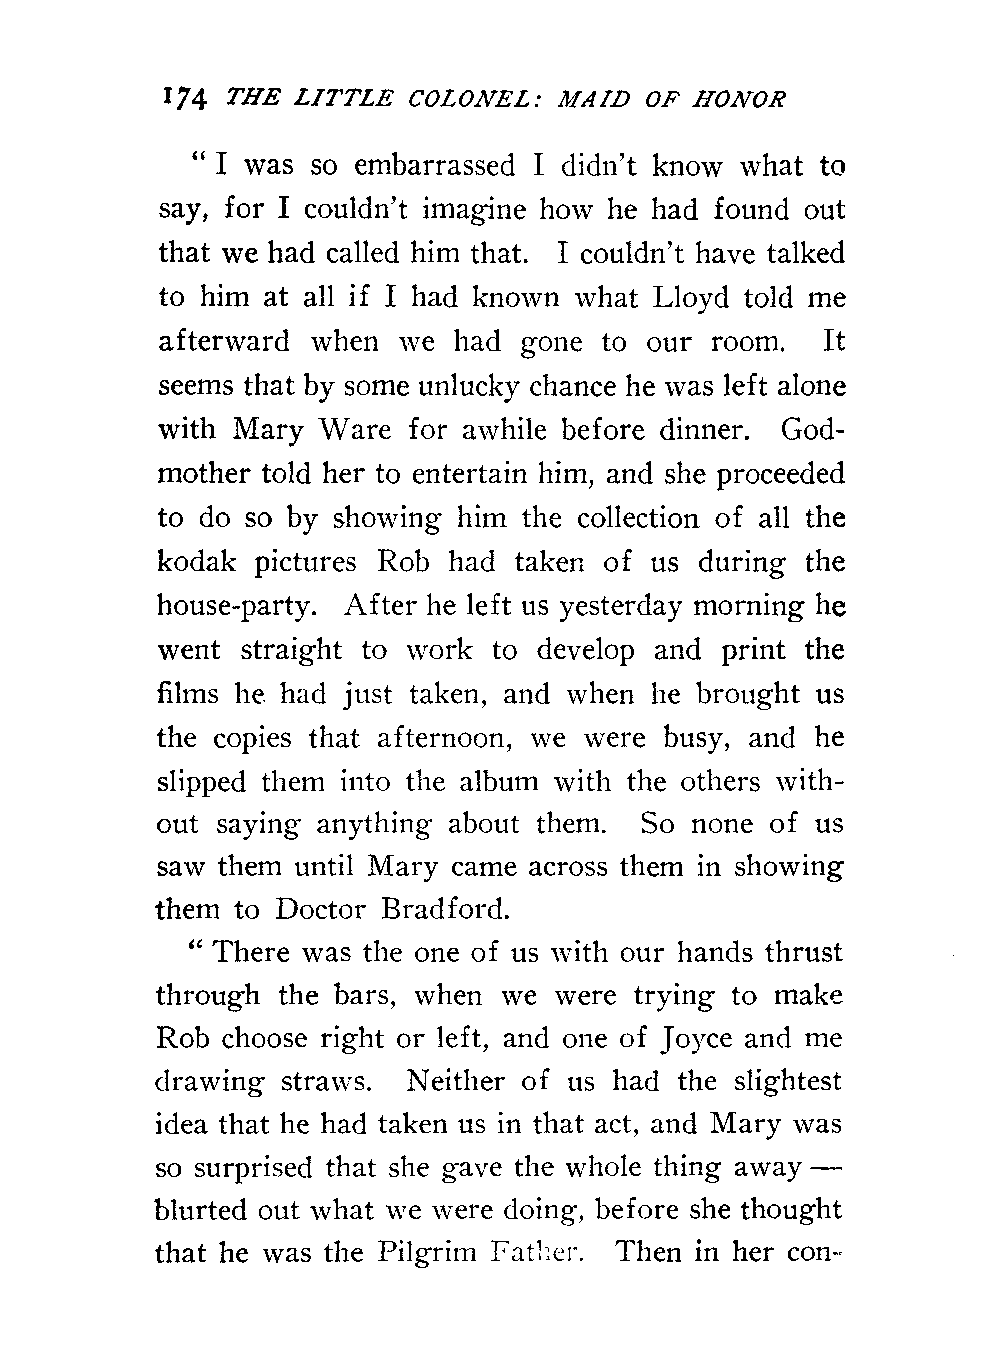 174 THE LITTLE COLONEL: MAID OF HONOR
“ I was so embarrassed I didn’t know what to
say, for I couldn’t imagine how he had found out
that we had called him that. I couldn’t have talked
to him at all if I had known what Lloyd told me
afterward when we had gone to our room. It
seems that by some unlucky chance he was left alone
with Mary Ware for awhile before dinner. God-
mother told her to entertain him, and she proceeded
to do so by showing him the collection of all the
kodak pictures Rob had taken of us during the
house-party. After he left us yesterday morning he
went straight to work to develop and print the
films he had just taken, and when he brought us
the copies that afternoon, we were busy, and he
slipped them into the album with the others with-
out saying anything about them. So none of us
saw them until Mary came across them in showing
them to Doctor Bradford.
“ There was the one of us with our hands thrust
through the bars, when we were trying to make
Rob choose right or left, and one of Joyce and me
drawing straws. Neither of us had the slightest
idea that he had taken us in that act, and Mary was
so surprised that she gave the whole thing away —
blurted out what we were doing, before she thought
that he was the Pilgrim Father. Then in her con-